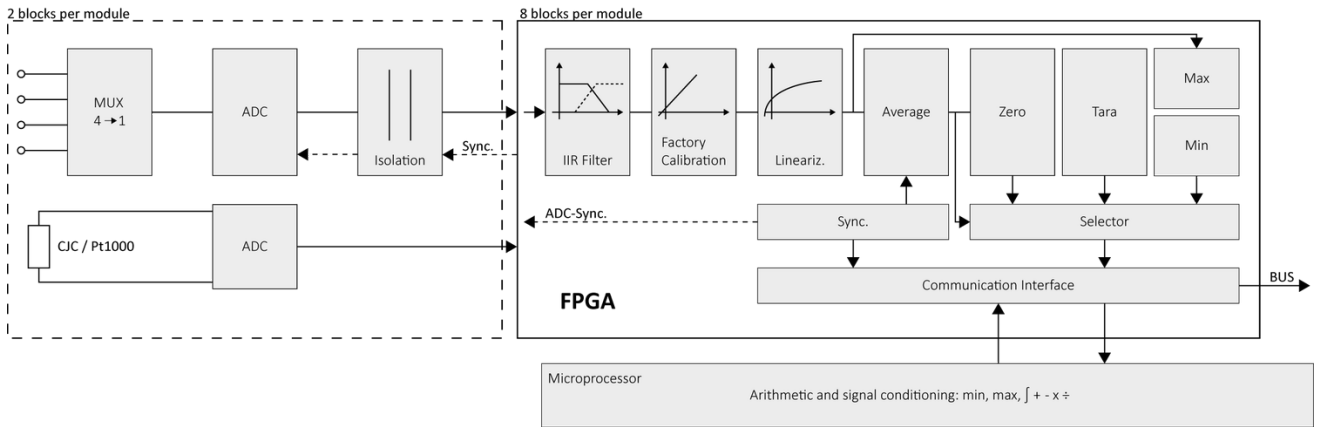 2 blocks per module
8 blocks per module
MUX
4 → 1
ADC
Isolation
Sync.
IIR Filter
Factory
Calibration
Lineariz.
Average
Zero
Tara
Max
Min
ADC-Sync.
Sync.
Selector
CJC / Pt1000
ADC
Communication Interface
BUS
FPGA
Microprocessor
Arithmetic and signal conditioning: min, max, ∫ + - x ÷